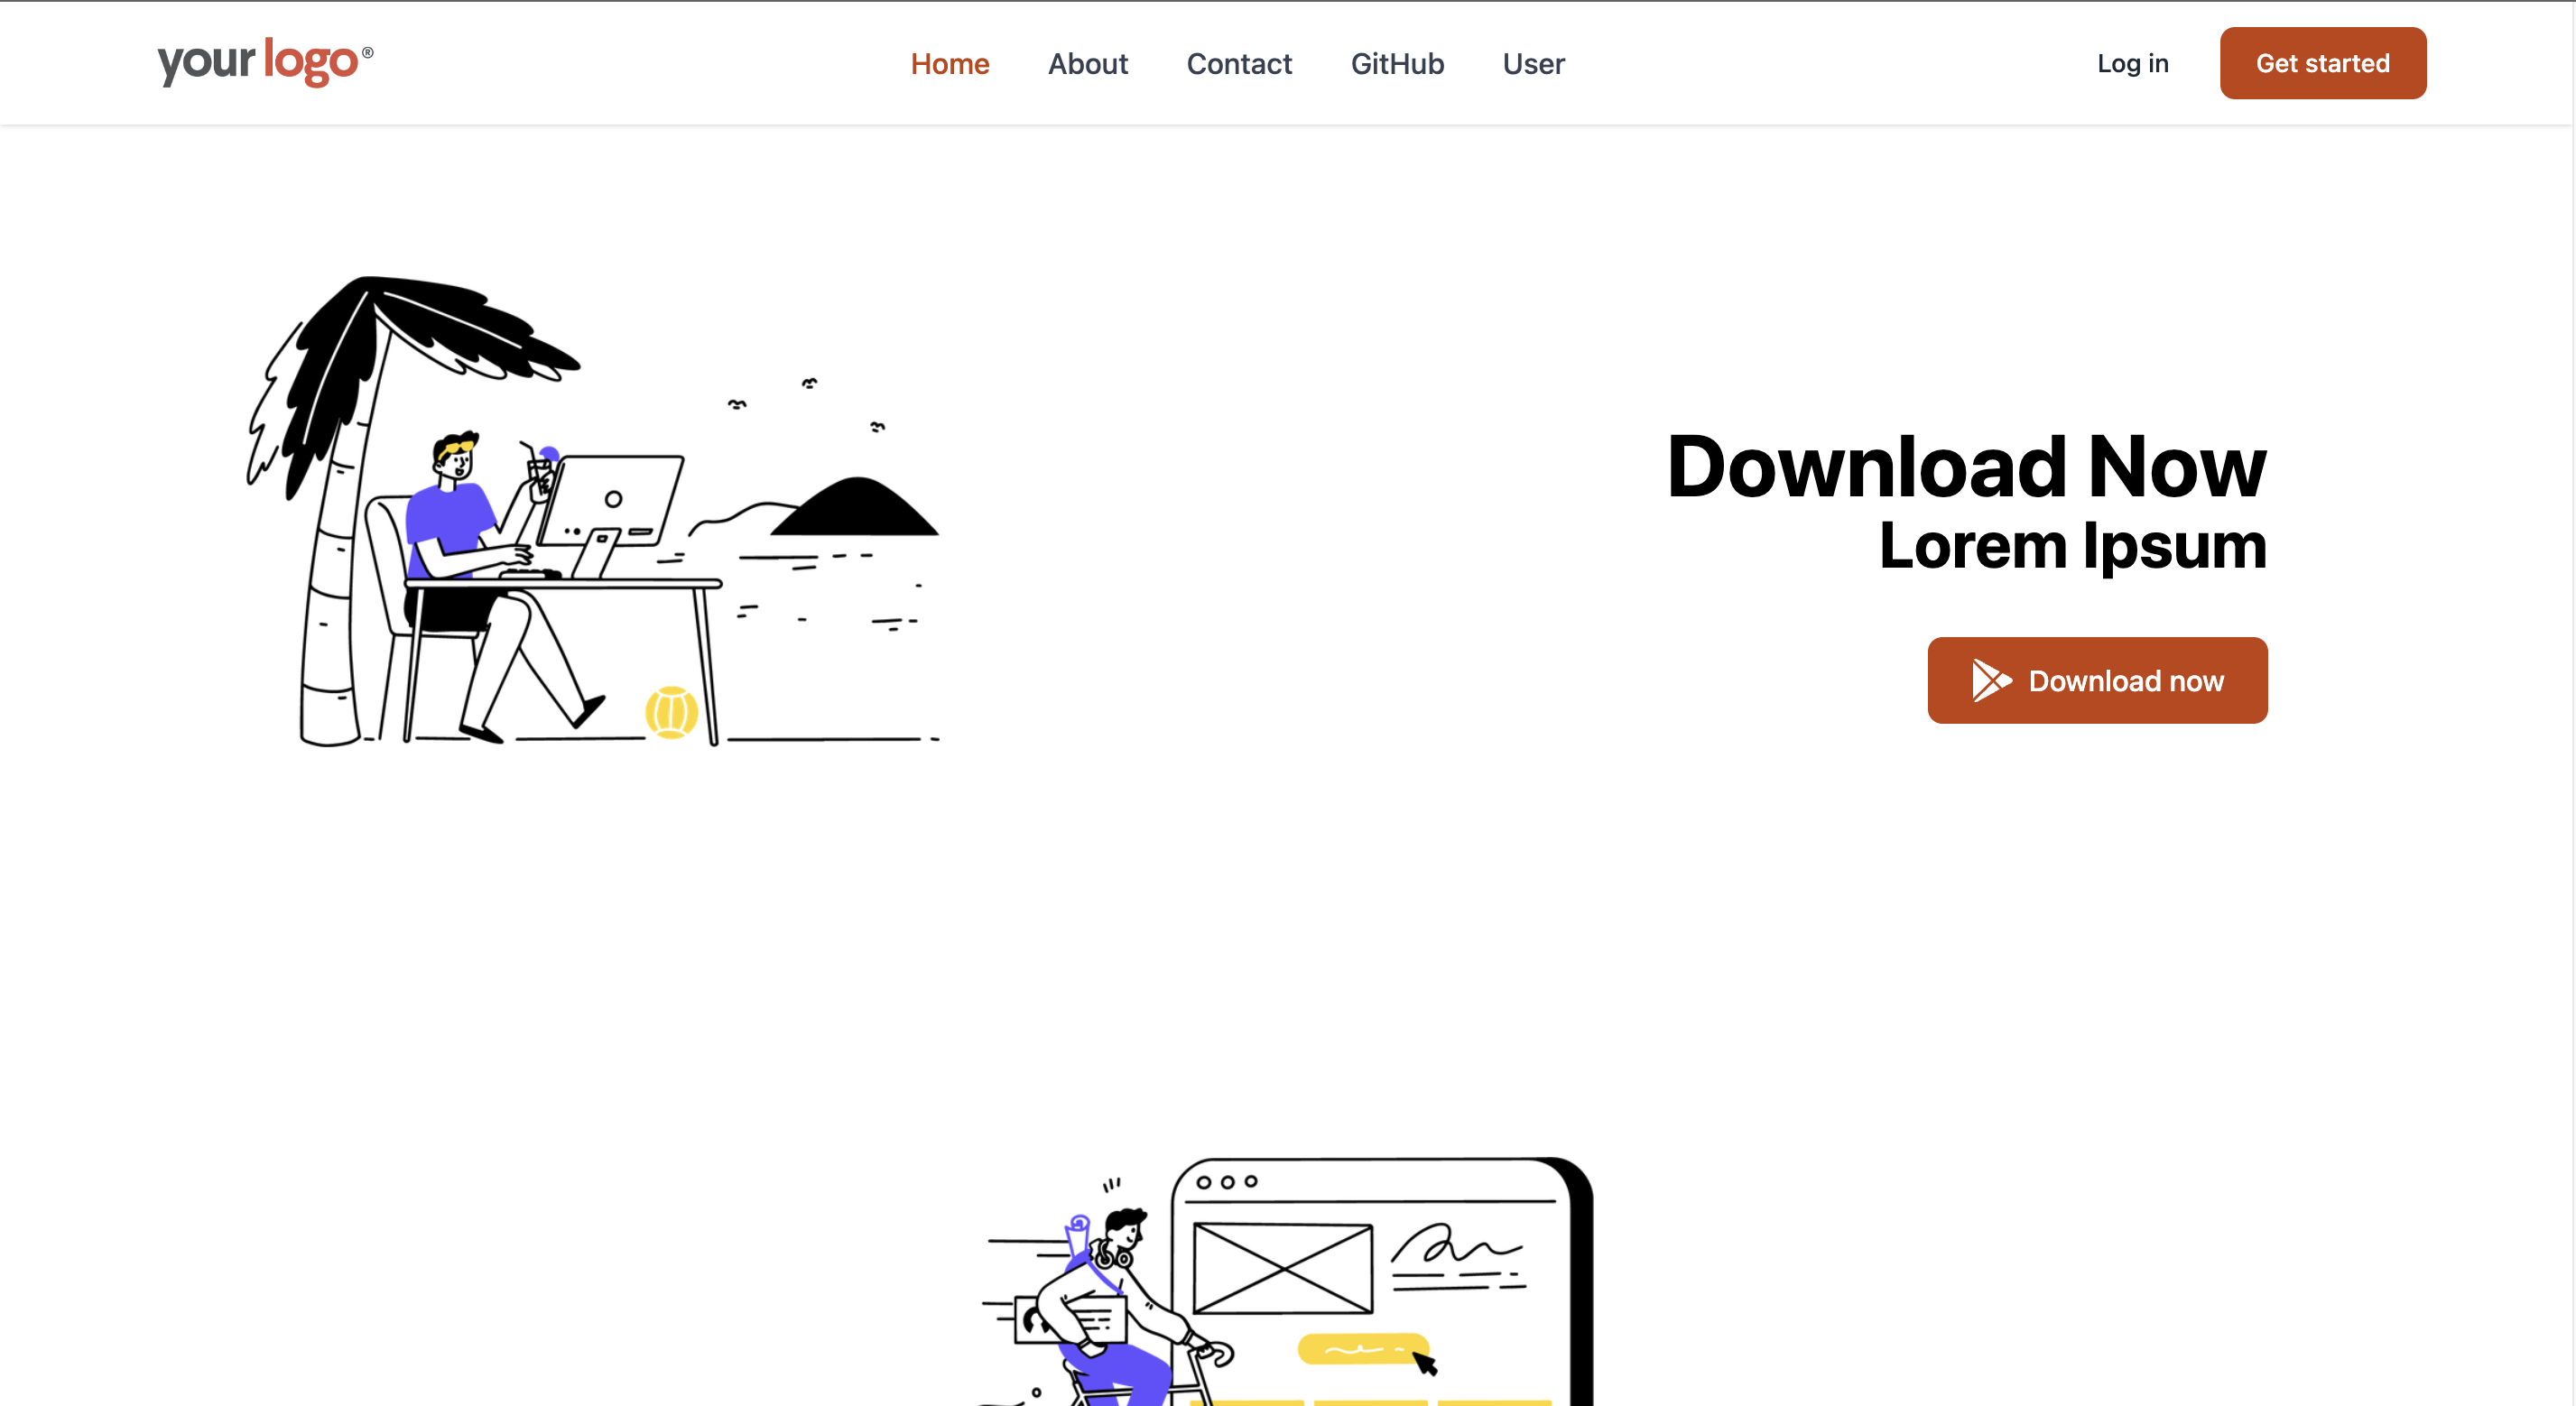 your logo®
Home About Contact GitHub User
Log in
Get started
Download Now
Lorem Ipsum
Download now